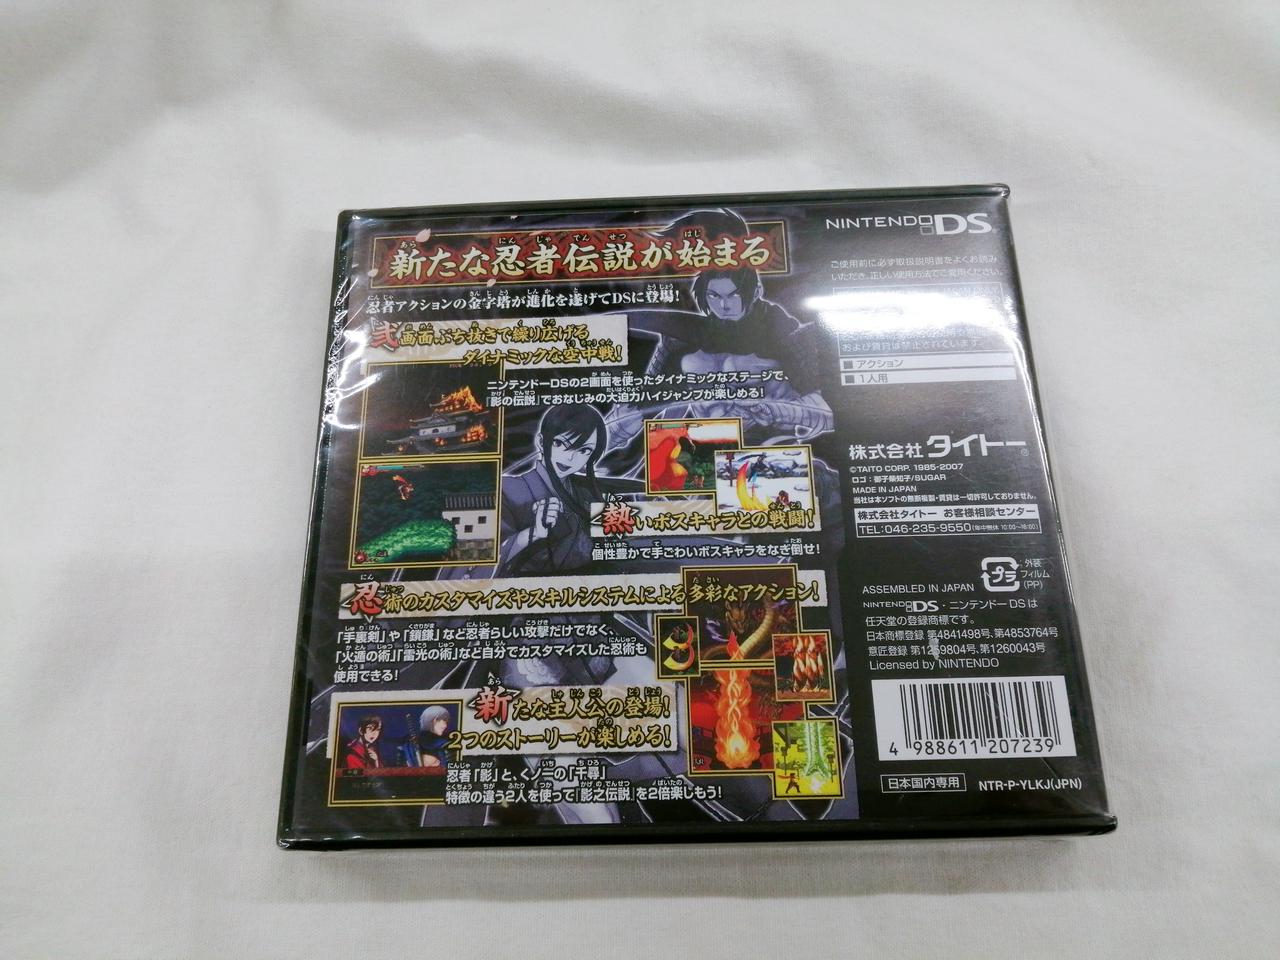 新たな忍者伝説が始まる
忍者アクションの金字塔が進化を遂げてDSに登場!
弐画面ぶち抜きで繰り広げる
ダイナミックな空中戦!
ニンテンドーDSの2画面を使ったダイナミックなステージで、
「影の伝説」でおなじみの大迫力ハイジャンプが楽しめる!
熱いボスキャラとの戦闘!
個性豊かで手ごわいボスキャラをなぎ倒せ!
忍術のカスタマイズやスキルシステムによる多彩なアクション!
「手裏剣」や「鎖鎌」など忍者らしい攻撃だけでなく、
「火遁の術」「雷光の術」など自分でカスタマイズした忍術も
使用できる!
新たな主人公の登場!
2つのストーリーが楽しめる!
忍者「影」と、くノ一の「千尋」
特徴の違う2人を使って「影之伝説」を2倍楽しもう!
NINTENDO DS
ご使用前に必ず取扱説明書をよくお読み
いただき、正しい使用方法でご愛用ください。
および賃貸は禁止されています。
■ アクション
■ 1人用
株式会社 タイトー
©TAITO CORP. 1985-2007
ロゴ:御子柴知子/SUGAR
MADE IN JAPAN
当社は本ソフトの無断複製・賃貸は一切許可しておりません。
株式会社タイトー お客様相談センター
TEL:046-235-9550(年中無休 10:00~18:00)
プラ
外装
フィルム
(PP)
ASSEMBLED IN JAPAN
NINTENDO DS・ニンテンドーDSは
任天堂の登録商標です。
日本商標登録 第4841498号、第4853764号
意匠登録 第1259804号、第1260043号
Licensed by NINTENDO
4 988611 207239
日本国内専用
NTR-P-YLKJ(JPN)